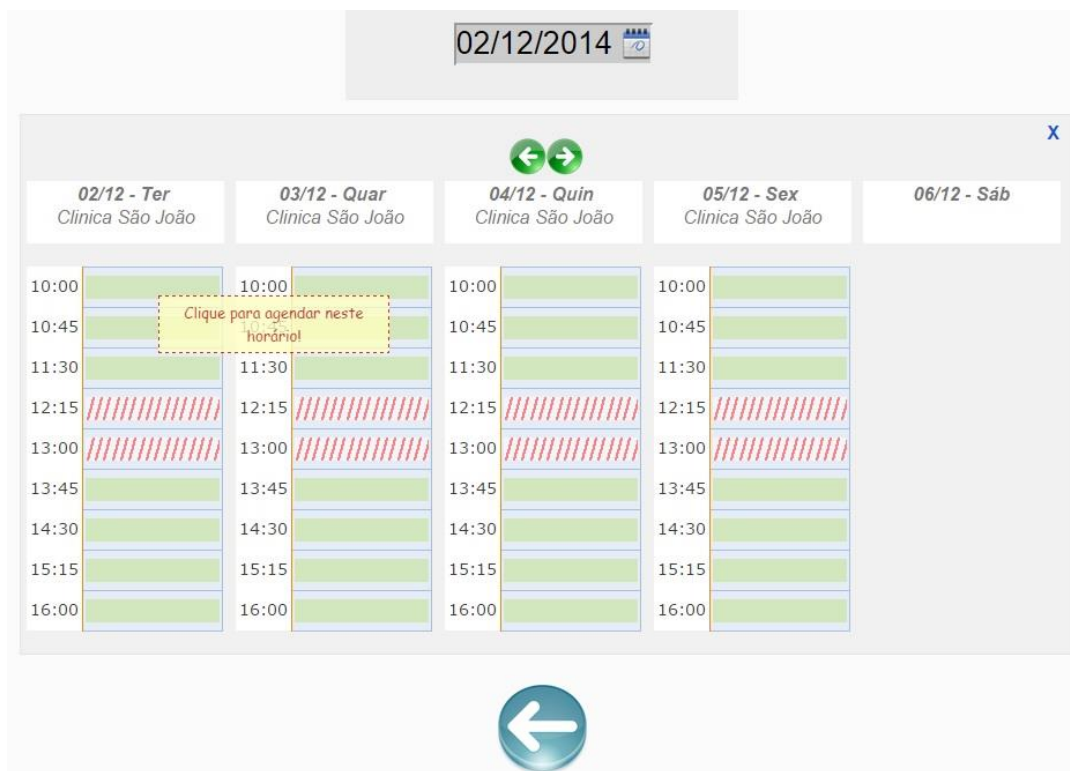 02/12/2014
X
02/12 - Ter
Clinica São João
03/12 - Quar
Clinica São João
04/12 - Quin
Clinica São João
05/12 - Sex
Clinica São João
06/12 - Sáb
10:00 10:00 10:00 10:00
Clique para agendar neste
horário!
10:45 10:45 10:45 10:45
11:30 11:30 11:30 11:30
12:15 12:15 12:15 12:15
13:00 13:00 13:00 13:00
13:45 13:45 13:45 13:45
14:30 14:30 14:30 14:30
15:15 15:15 15:15 15:15
16:00 16:00 16:00 16:00